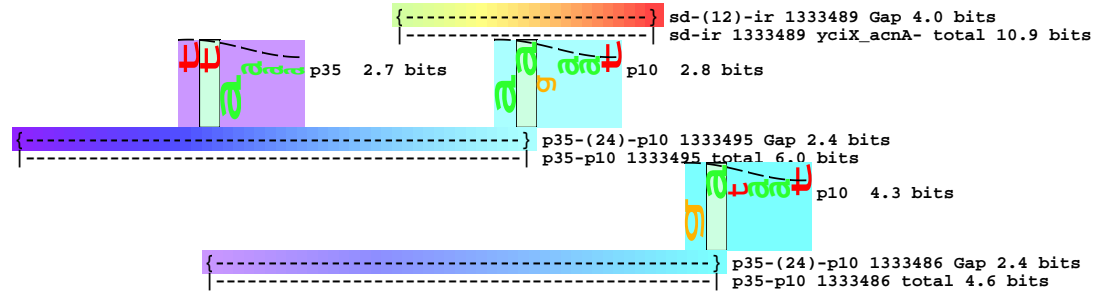 {-------------------------} sd-(12)-ir 1333489 Gap 4.0 bits
|-------------------------| sd-ir 1333489 yciX_acnA- total 10.9 bits
p35 2.7 bits
p10 2.8 bits
{-------------------------------------------------} p35-(24)-p10 1333495 Gap 2.4 bits
|-------------------------------------------------| p35-p10 1333495 total 6.0 bits
g a t a a t p10 4.3 bits
{-------------------------------------------------} p35-(24)-p10 1333486 Gap 2.4 bits
|-------------------------------------------------| p35-p10 1333486 total 4.6 bits